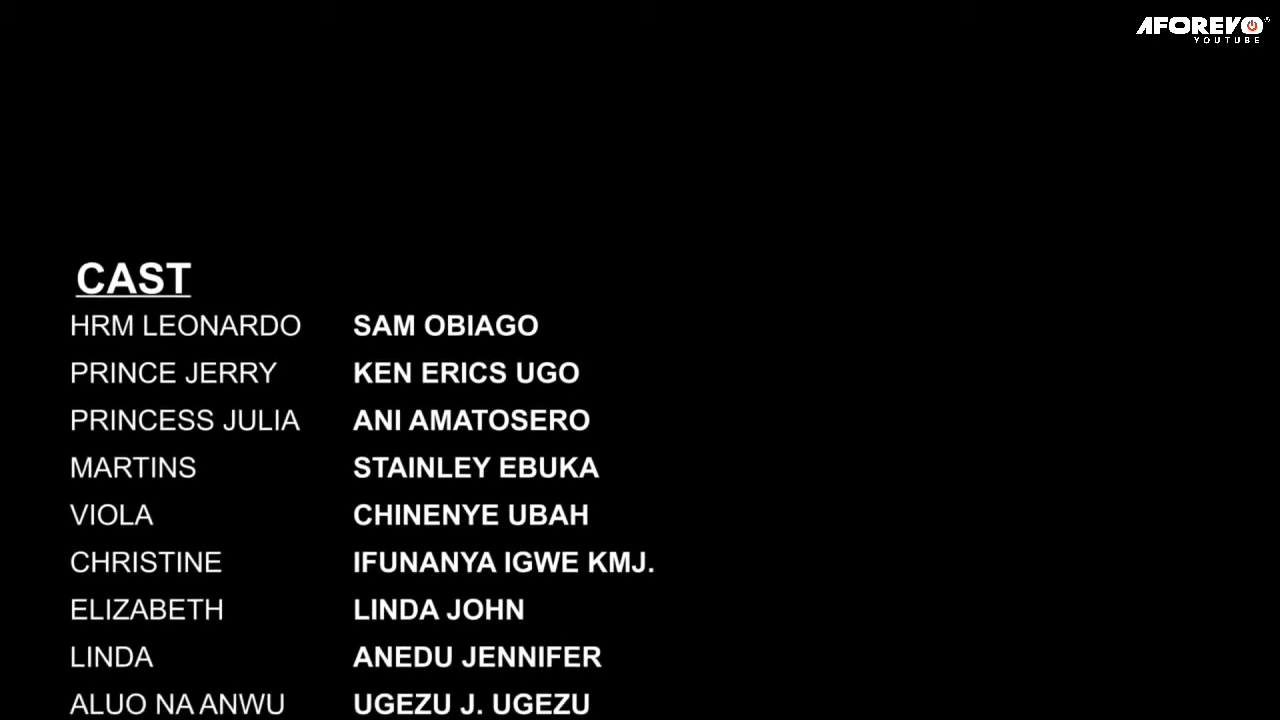 AFOREVO
YOUTUBE
CAST
HRM LEONARDO SAM OBIAGO
PRINCE JERRY KEN ERICS UGO
PRINCESS JULIA ANI AMATOSERO
MARTINS STAINLEY EBUKA
VIOLA CHINENYE UBAH
CHRISTINE IFUNANYA IGWE KMJ.
ELIZABETH LINDA JOHN
LINDA ANEDU JENNIFER
ALUO NA ANWU UGEZU J. UGEZU